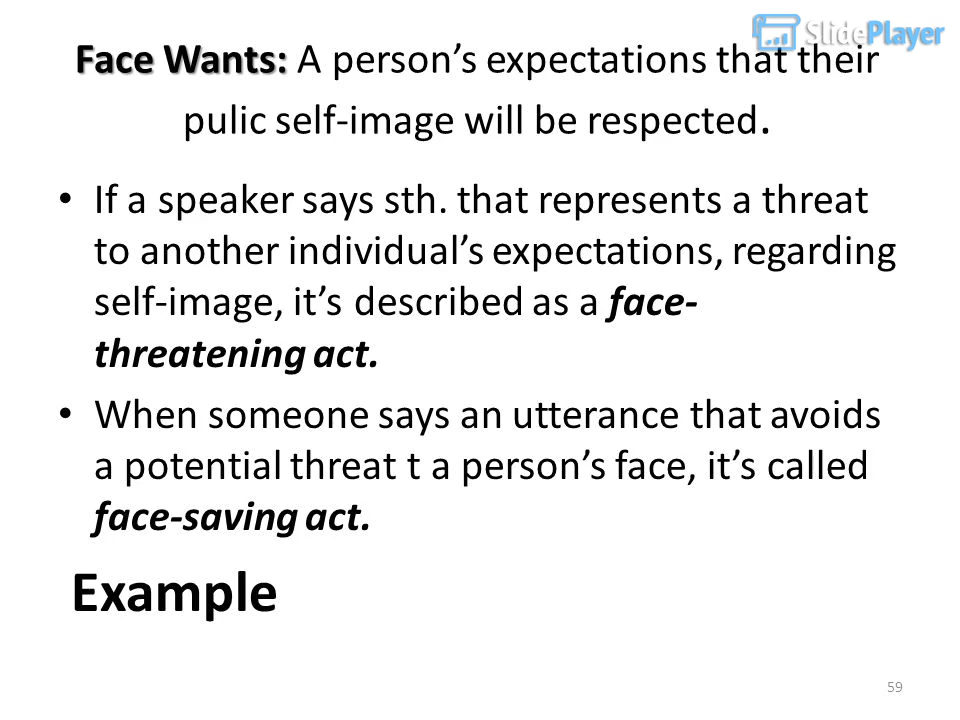 SlidePlayer
Face Wants: A person’s expectations that their
pulic self-image will be respected.
• If a speaker says sth. that represents a threat
to another individual’s expectations, regarding
self-image, it’s described as a face-
threatening act.
• When someone says an utterance that avoids
a potential threat t a person’s face, it’s called
face-saving act.
Example
59